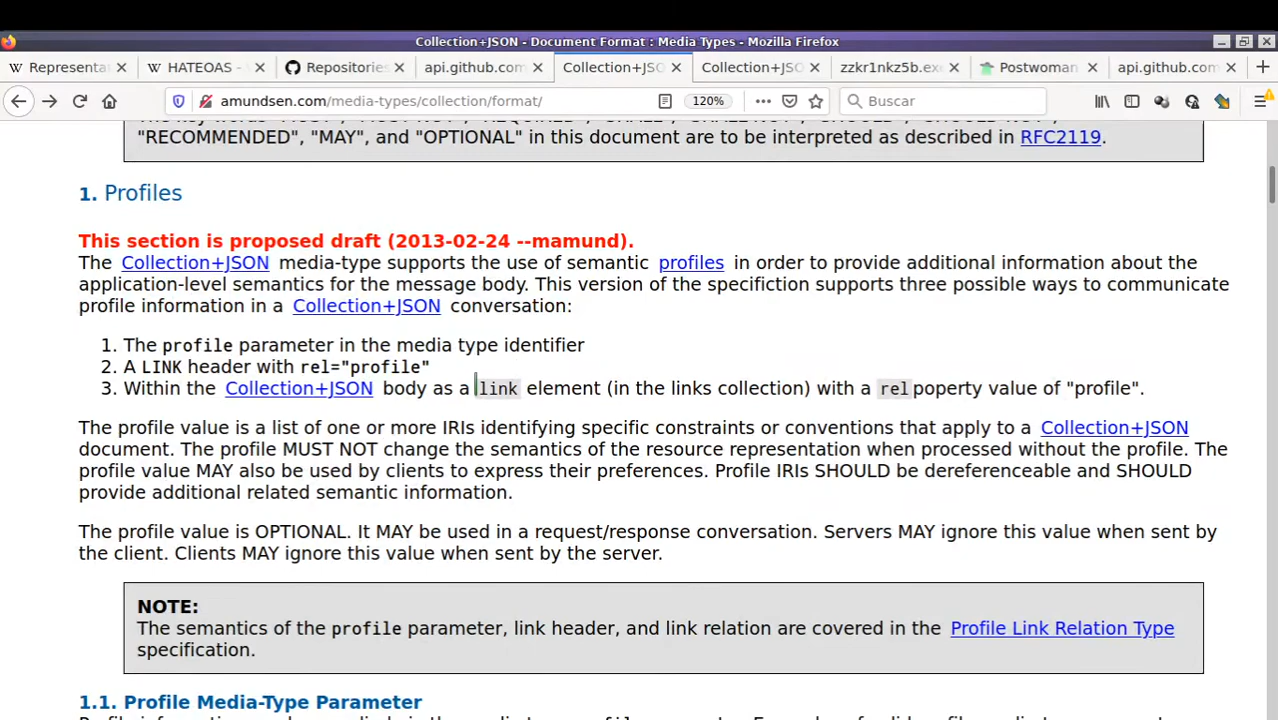 Collection+JSON - Document Format : Media Types - Mozilla Firefox
Representa
HATEOAS -
Repositories
api.github.com
Collection+JSO
Collection+JSO
zzkr1nkz5b.exe
Postwoman
api.github.com
amundsen.com/media-types/collection/format/
120%
Buscar
"RECOMMENDED", "MAY", and "OPTIONAL" in this document are to be interpreted as described in RFC2119.
1. Profiles
This section is proposed draft (2013-02-24 --mamund).
The Collection+JSON media-type supports the use of semantic profiles in order to provide additional information about the
application-level semantics for the message body. This version of the specifiction supports three possible ways to communicate
profile information in a Collection+JSON conversation:
1. The profile parameter in the media type identifier
2. A LINK header with rel="profile"
3. Within the Collection+JSON body as a link element (in the links collection) with a rel poperty value of "profile".
The profile value is a list of one or more IRIs identifying specific constraints or conventions that apply to a Collection+JSON
document. The profile MUST NOT change the semantics of the resource representation when processed without the profile. The
profile value MAY also be used by clients to express their preferences. Profile IRIs SHOULD be dereferenceable and SHOULD
provide additional related semantic information.
The profile value is OPTIONAL. It MAY be used in a request/response conversation. Servers MAY ignore this value when sent by
the client. Clients MAY ignore this value when sent by the server.
NOTE:
The semantics of the profile parameter, link header, and link relation are covered in the Profile Link Relation Type
specification.
1.1. Profile Media-Type Parameter